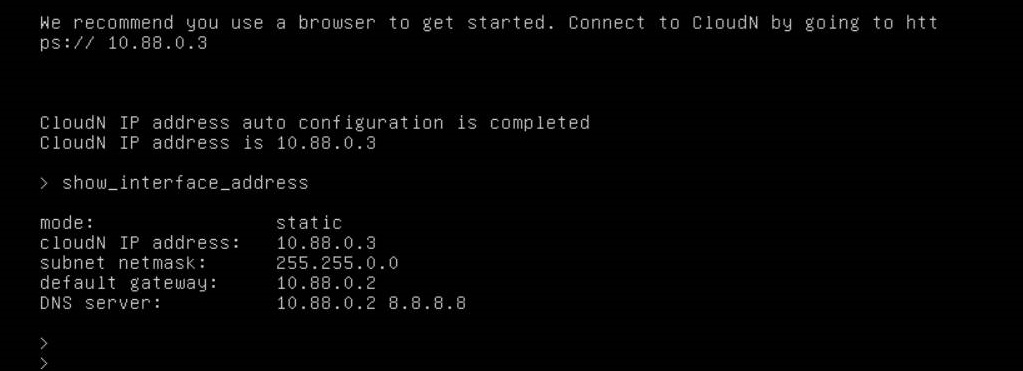 We recommend you use a browser to get started. Connect to CloudN by going to htt
ps:// 10.88.0.3
CloudN IP address auto configuration is completed
CloudN IP address is 10.88.0.3
> show_interface_address
mode: static
cloudN IP address: 10.88.0.3
subnet netmask: 255.255.0.0
default gateway: 10.88.0.2
DNS server: 10.88.0.2 8.8.8.8
>
>